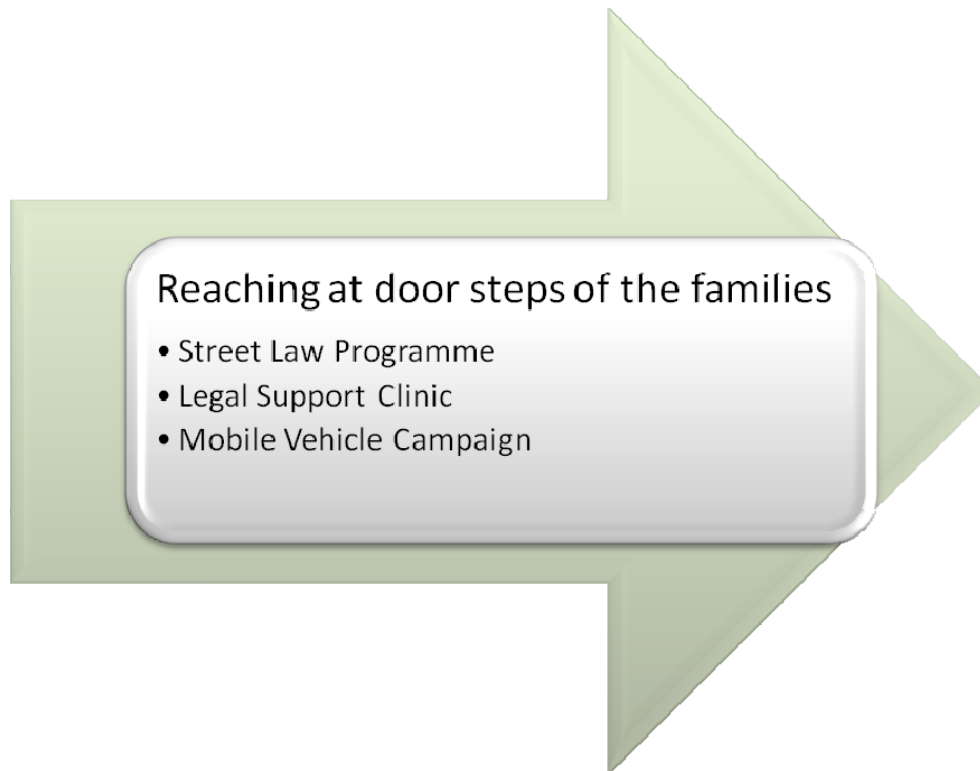 Reaching at door steps of the families
• Street Law Programme
• Legal Support Clinic
• Mobile Vehicle Campaign